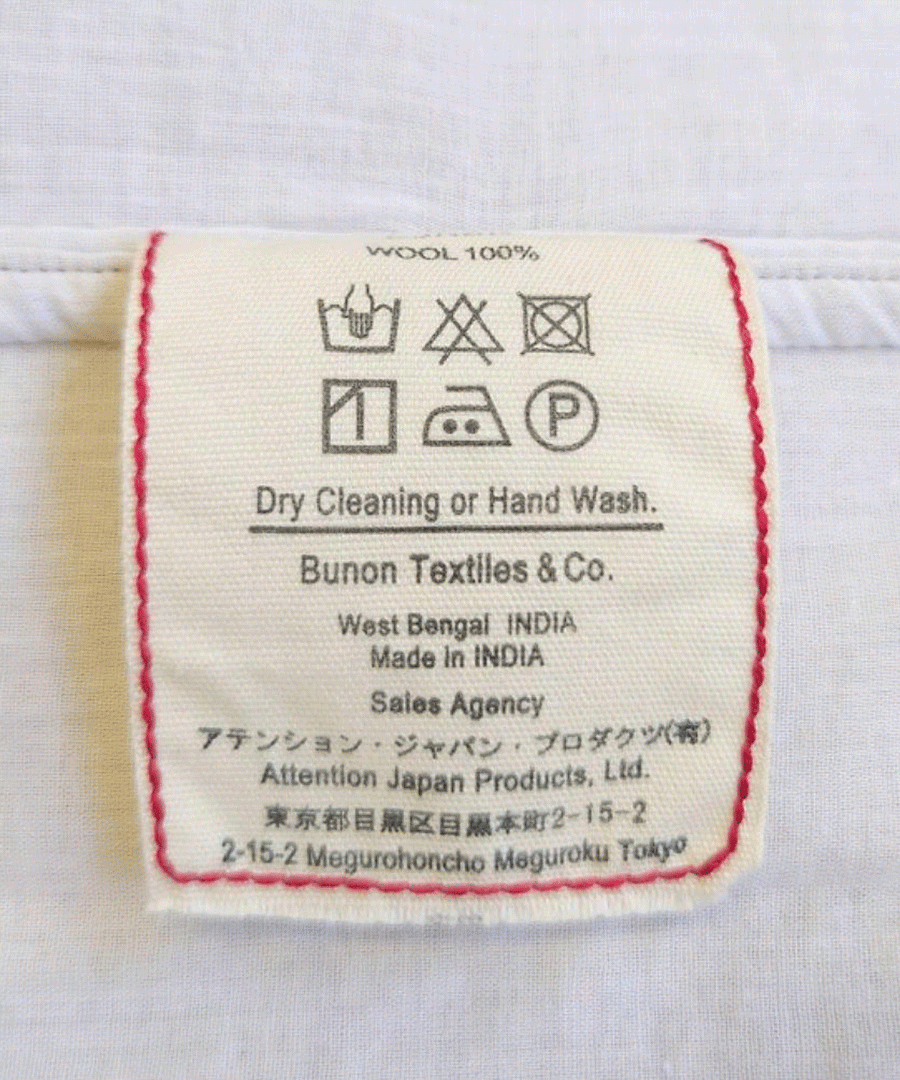 WOOL 100%
P
Dry Cleaning or Hand Wash.
Bunon Textiles & Co.
West Bengal INDIA
Made in INDIA
Sales Agency
アテンション・ジャパン・プロダクツ(有)
Attention Japan Products, Ltd.
東京都目黒区目黒本町2-15-2
2-15-2 Megurohoncho Meguroku Tokyo